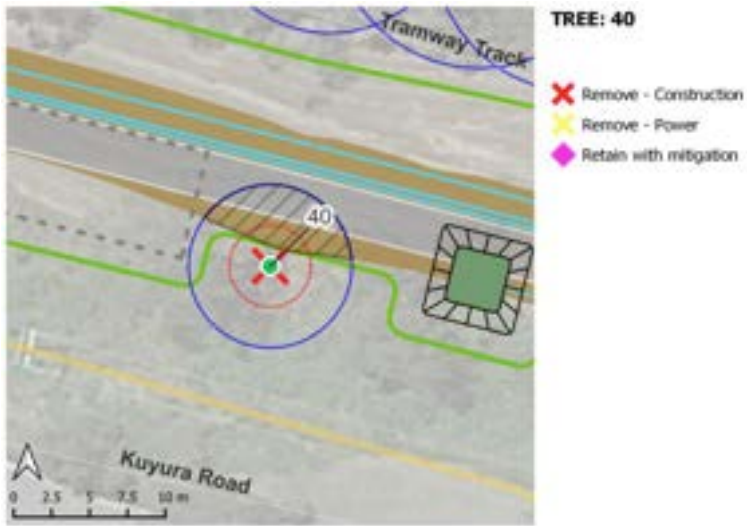 TREE: 40
Tramway Track
Remove - Construction
Remove - Power
Retain with mitigation
40
Kuyura Road
0 2.5 5 7.5 10 m